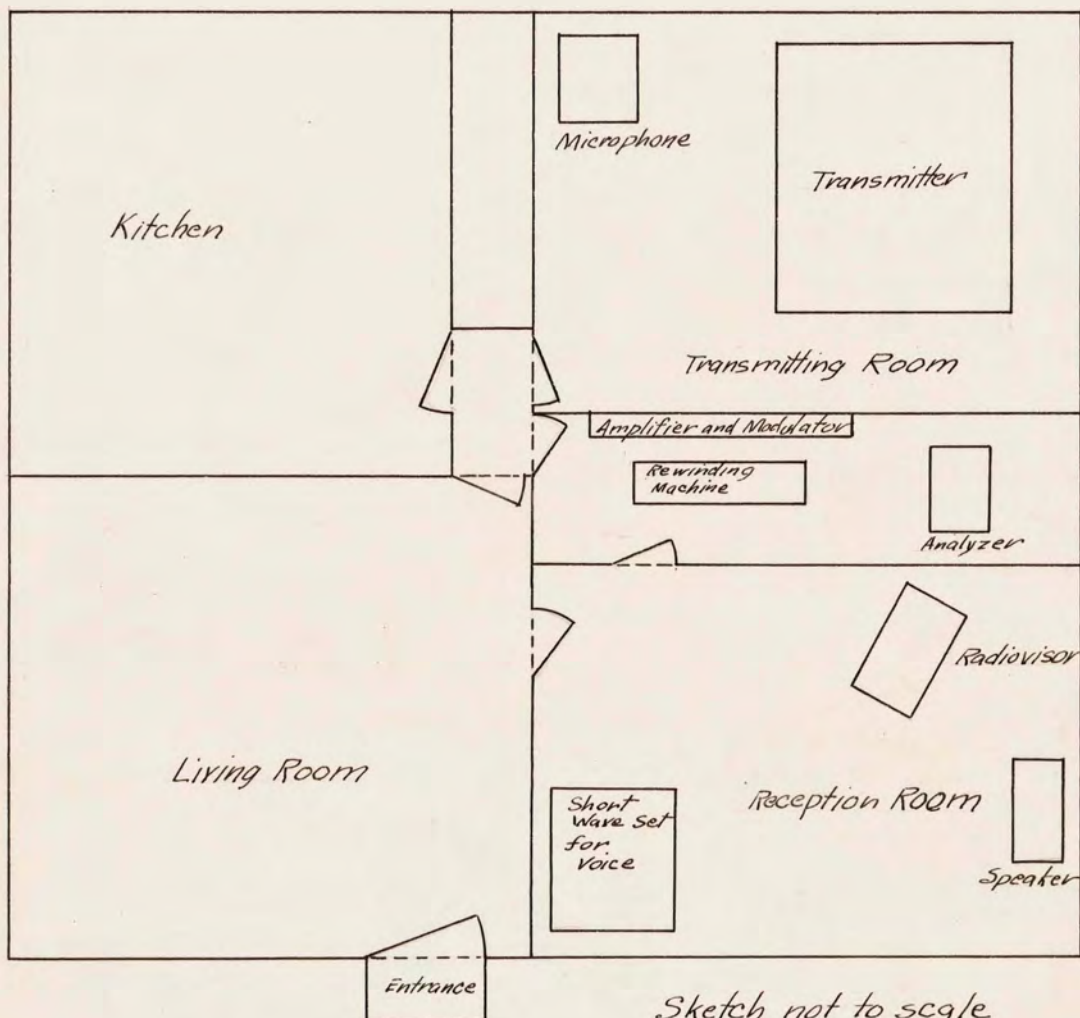 Microphone
Transmitter
Kitchen
Transmitting Room
Amplifier and Modulator
Rewinding
Machine
Analyzer
Radiovisor
Living Room
Reception Room
Short
Wave Set
for
Voice
Speaker
Entrance
Sketch not to scale